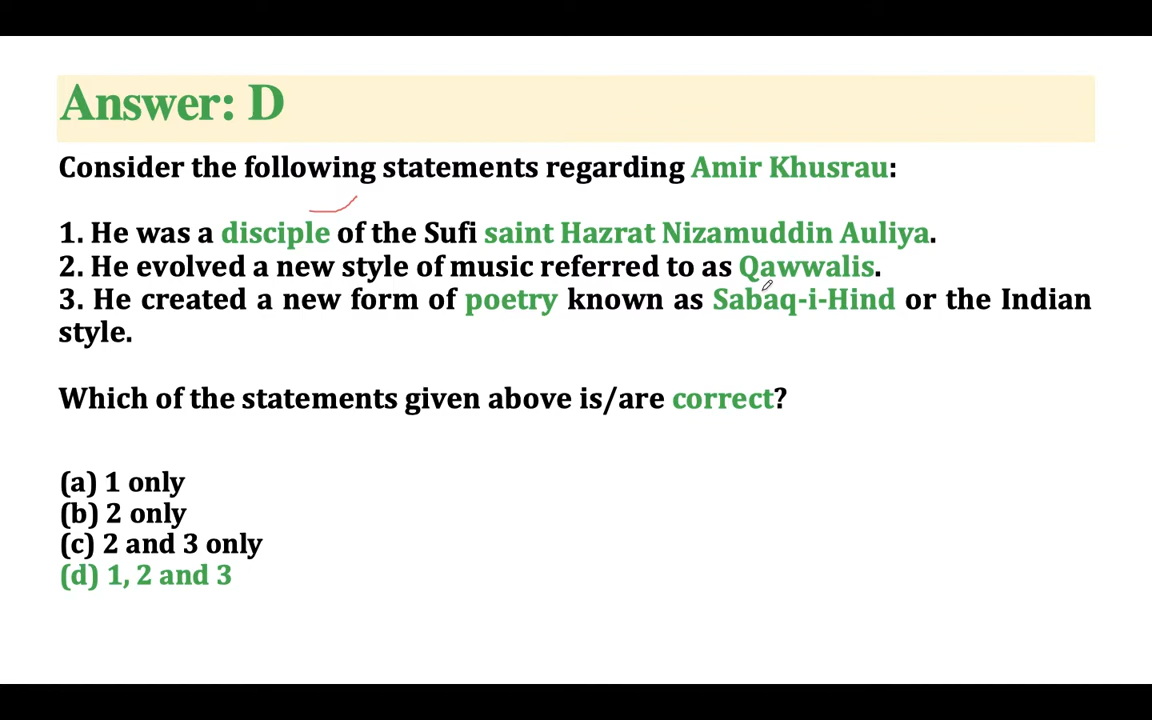 Answer: D
Consider the following statements regarding Amir Khusrau:
1. He was a disciple of the Sufi saint Hazrat Nizamuddin Auliya.
2. He evolved a new style of music referred to as Qawwalis.
3. He created a new form of poetry known as Sabaq-i-Hind or the Indian
style.
Which of the statements given above is/are correct?
(a) 1 only
(b) 2 only
(c) 2 and 3 only
(d) 1, 2 and 3